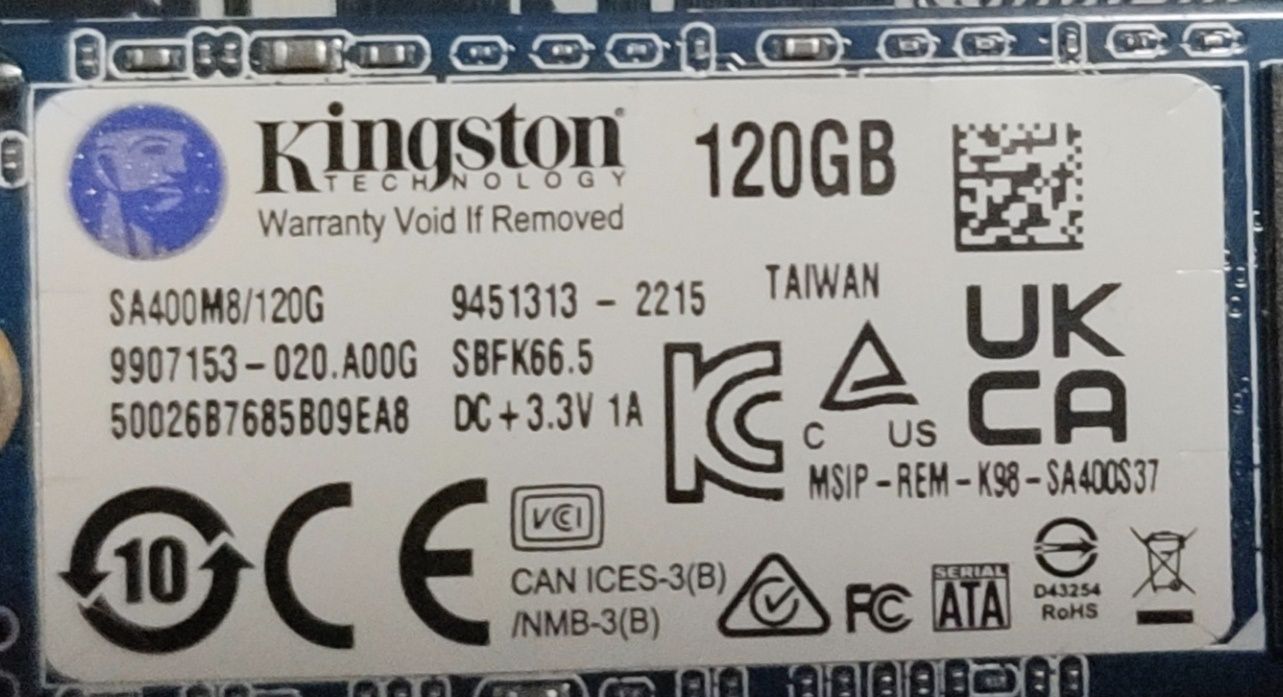 Kingston
TECHNOLOGY
120GB
Warranty Void If Removed
SA400M8/120G
9451313 - 2215
TAIWAN
9907153-020.A00G
SBFK66.5
50026B7685B09EA8
DC+3.3V 1A
C US
UK
CA
MSIP-REM-K98-SA400S37
10
CE
VCI
CAN ICES-3(B)
/NMB-3(B)
FC
SERIAL
ATA
D43254
RoHS